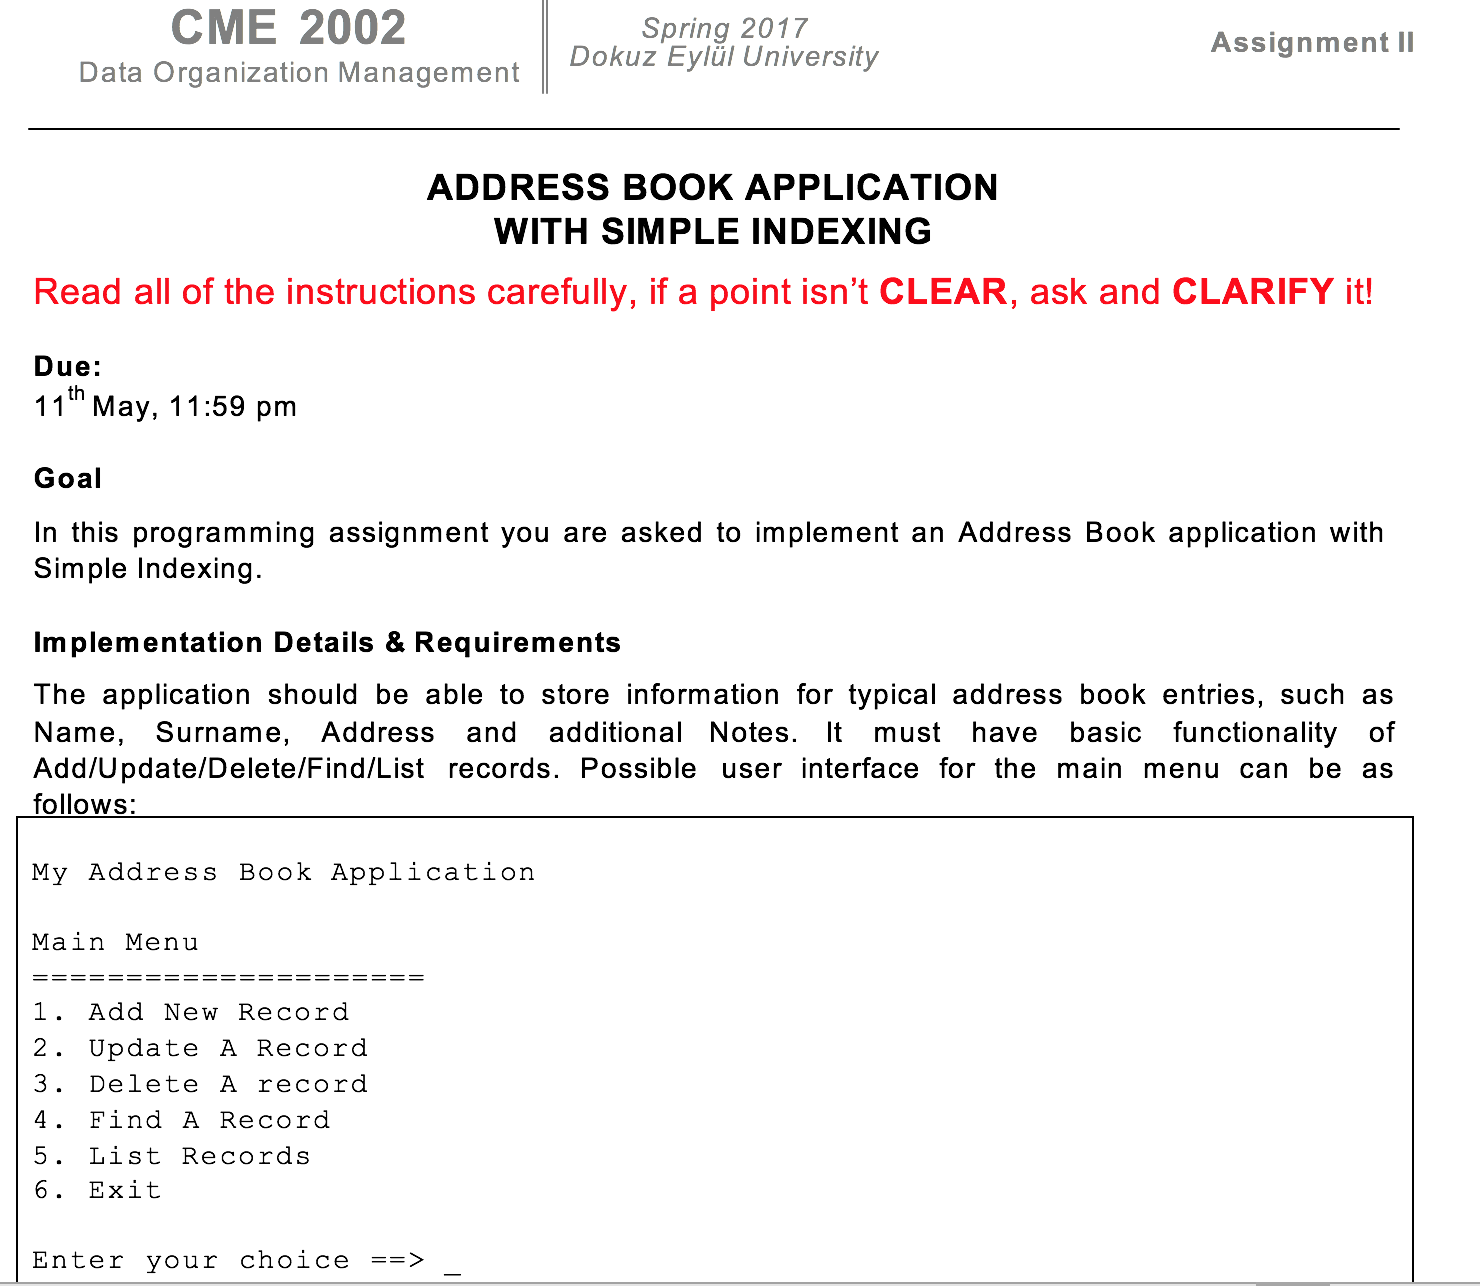 CME 2002
Data Organization Management
Spring 2017
Dokuz Eylül University
Assignment II
ADDRESS BOOK APPLICATION
WITH SIMPLE INDEXING
Read all of the instructions carefully, if a point isn’t CLEAR, ask and CLARIFY it!
Due:
11th May, 11:59 pm
Goal
In this programming assignment you are asked to implement an Address Book application with
Simple Indexing.
Implementation Details & Requirements
The application should be able to store information for typical address book entries, such as
Name, Surname, Address and additional Notes. It must have basic functionality of
Add/Update/Delete/Find/List records. Possible user interface for the main menu can be as
follows:
My Address Book Application
Main Menu
=====================
1. Add New Record
2. Update A Record
3. Delete A record
4. Find A Record
5. List Records
6. Exit
Enter your choice ==> _